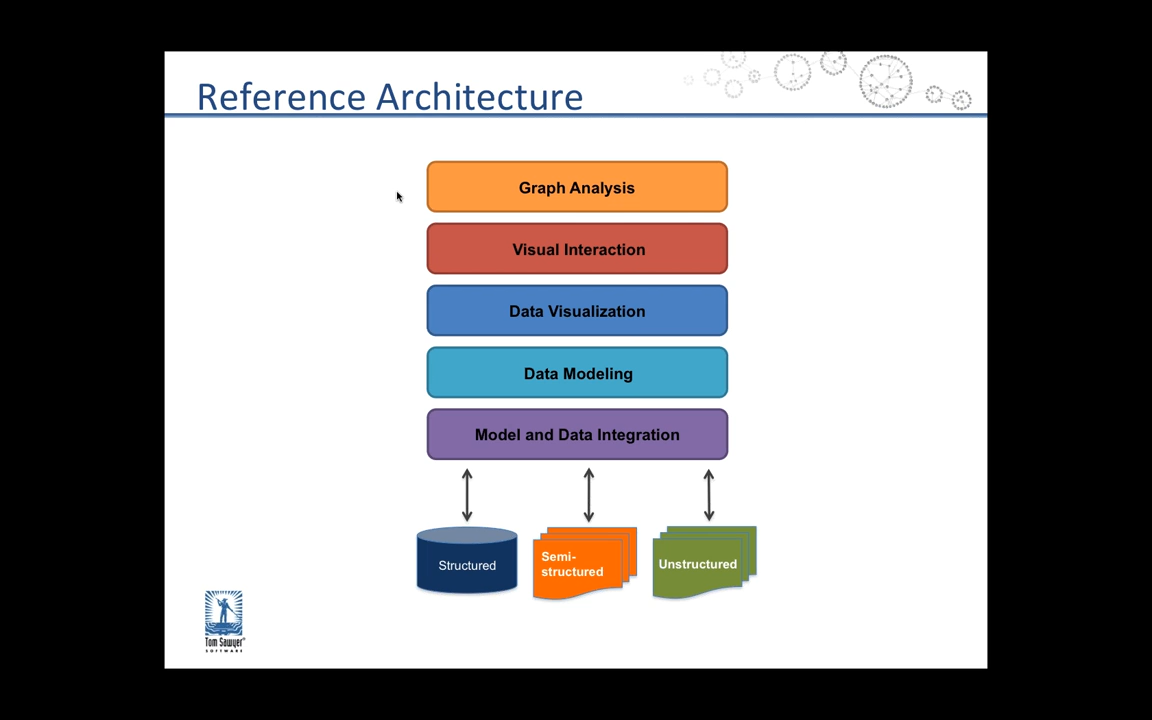 Reference Architecture
Graph Analysis
Visual Interaction
Data Visualization
Data Modeling
Model and Data Integration
Structured
Semi-
structured
Unstructured
Tom Sawyer®
SOFTWARE